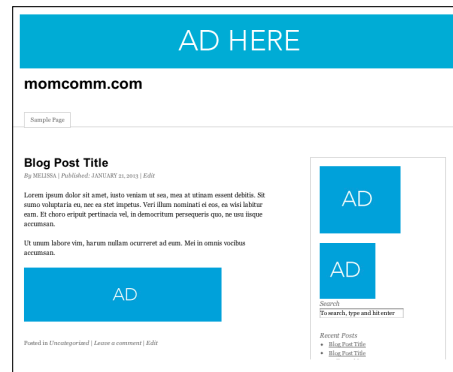 AD HERE
momcomm.com
Sample Page
Blog Post Title
By MELISSA | Published: JANUARY 21, 2013 | Edit
Lorem ipsum dolor sit amet, iusto veniam ut sea, mea at utinam essent debitis. Sit
sumo voluptaria eu, nec ea stet impetus. Veri illum nominati ei eos, ea wisi labitur
eam. Et choro eripuit pertinacia vel, in democritum persequeris quo, ne usu iisque
accumsan.
Ut unum labore vim, harum nullam ocurreret ad eum. Mei in omnis vocibus
accumsan.
AD
Posted in Uncategorized | Leave a comment | Edit
AD
AD
Search
To search, type and hit enter
Recent Posts
Blog Post Title
Blog Post Title